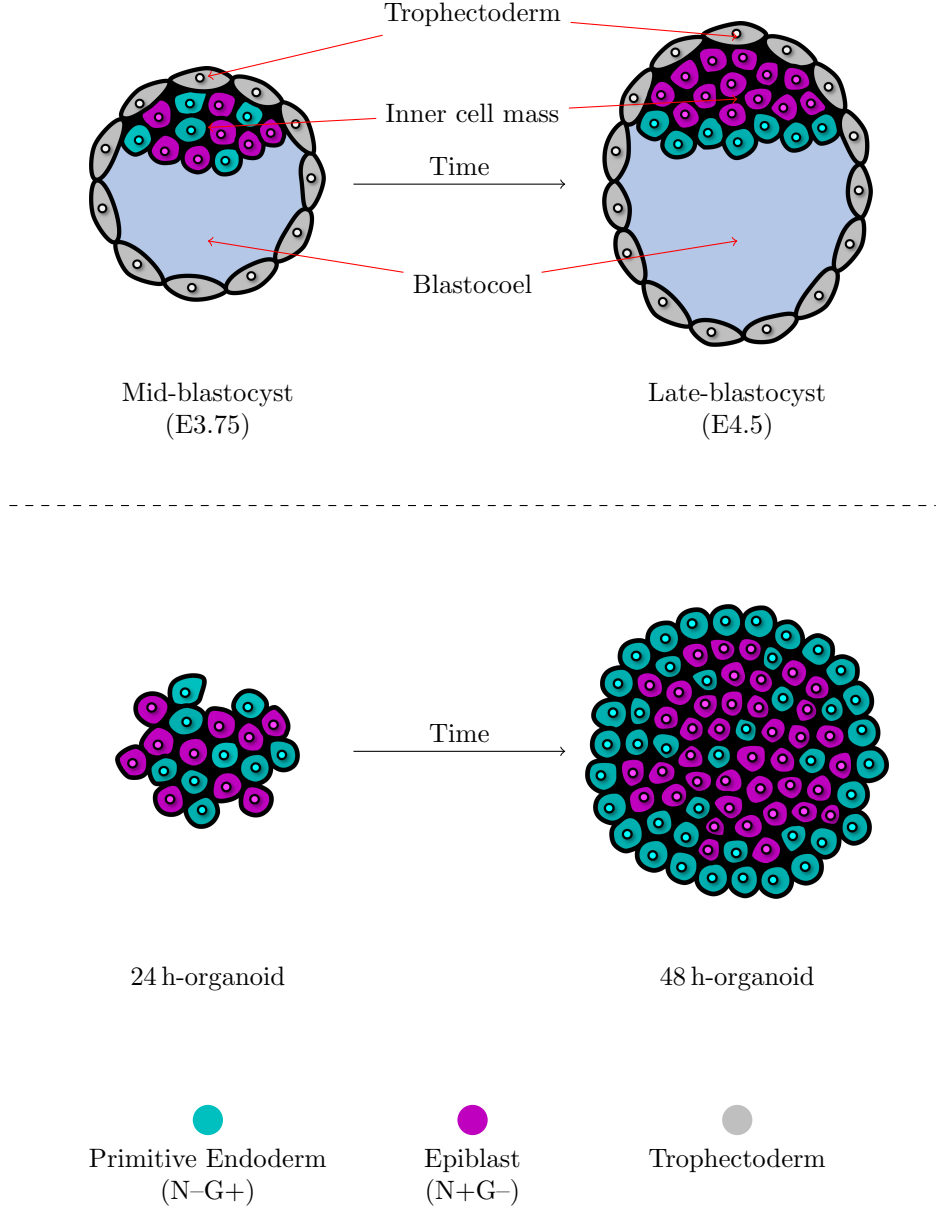 Trophectoderm
Inner cell mass
Time
Blastocoel
Mid-blastocyst
(E3.75)
Late-blastocyst
(E4.5)
Time
24 h-organoid
48 h-organoid
Primitive Endoderm
(N–G+)
Epiblast
(N+G–)
Trophectoderm